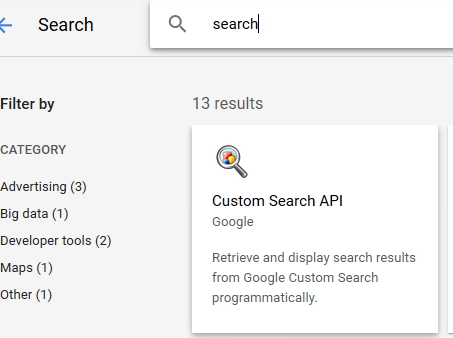 Search
search
Filter by
13 results
CATEGORY
Advertising (3)
Big data (1)
Developer tools (2)
Maps (1)
Other (1)
Custom Search API
Google
Retrieve and display search results
from Google Custom Search
programmatically.